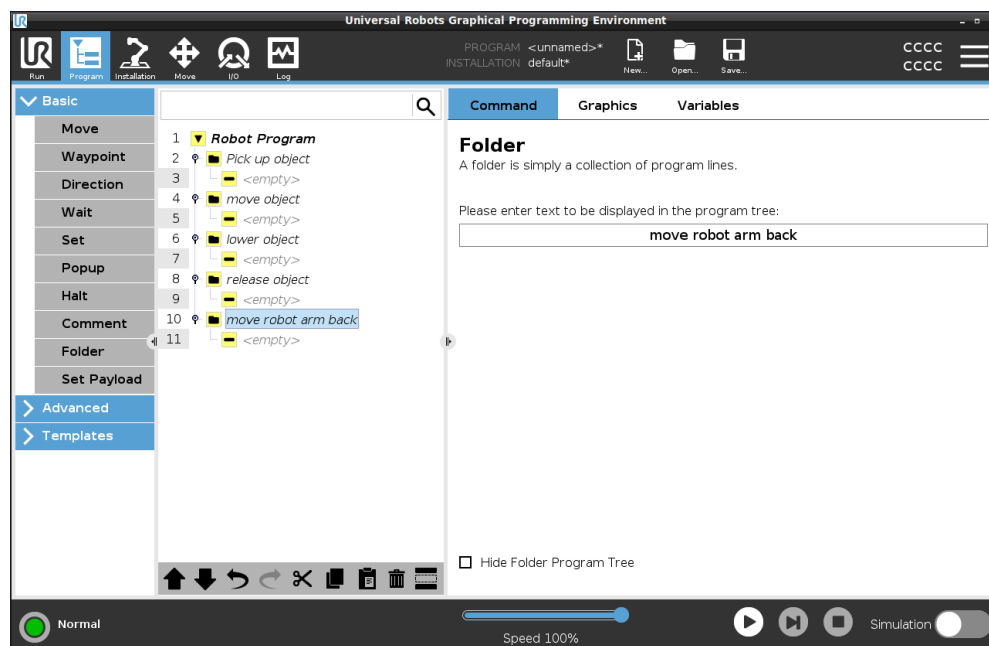 UR
Universal Robots Graphical Programming Environment
Run
Program
Installation
Move
I/O
Log
PROGRAM <unnamed>*
INSTALLATION default*
New...
Open...
Save...
CCCC
CCCC
Basic
Move
Waypoint
Direction
Wait
Set
Popup
Halt
Comment
Folder
Set Payload
Advanced
Templates
1 Robot Program
2 Pick up object
3 <empty>
4 move object
5 <empty>
6 lower object
7 <empty>
8 release object
9 <empty>
10 move robot arm back
11 <empty>
Command Graphics Variables
Folder
A folder is simply a collection of program lines.
Please enter text to be displayed in the program tree:
move robot arm back
Hide Folder Program Tree
Normal
Speed 100%
Simulation